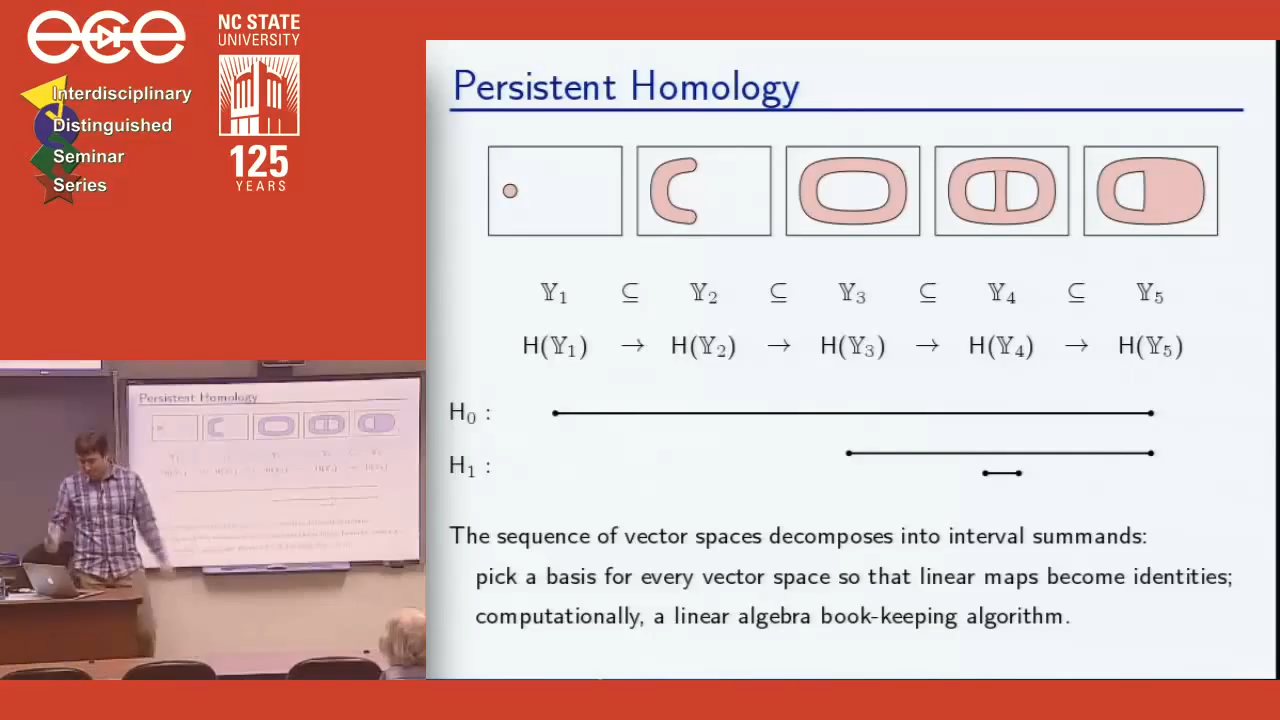 ece
NC STATE
UNIVERSITY
125
YEARS
Interdisciplinary
Distinguished
Seminar
Series
Persistent Homology
𝕐₁ ⊆ 𝕐₂ ⊆ 𝕐₃ ⊆ 𝕐₄ ⊆ 𝕐₅
H(𝕐₁) → H(𝕐₂) → H(𝕐₃) → H(𝕐₄) → H(𝕐₅)
H₀ :
H₁ :
The sequence of vector spaces decomposes into interval summands:
pick a basis for every vector space so that linear maps become identities;
computationally, a linear algebra book-keeping algorithm.
Persistent Homology